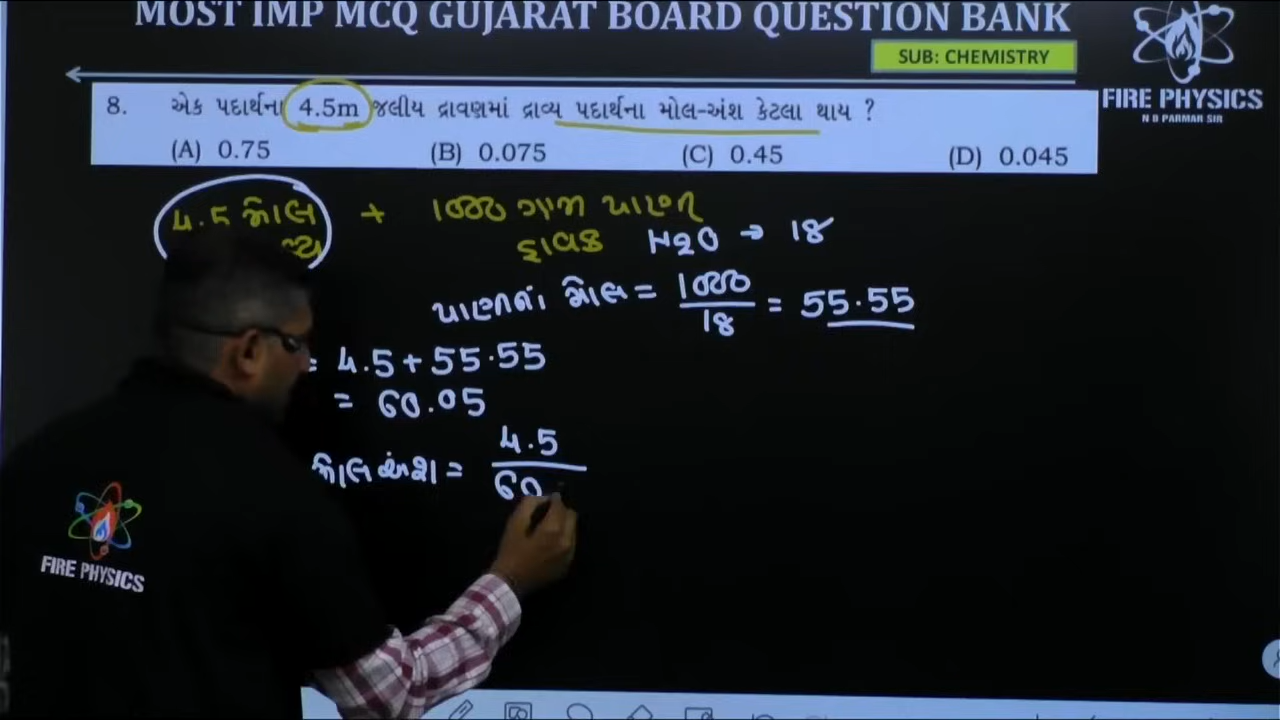 MOST IMP MCQ GUJARAT BOARD QUESTION BANK
SUB: CHEMISTRY
FIRE PHYSICS
N B PARMAR SIR
8. એક પદાર્થના 4.5m જલીય દ્રાવણમાં દ્રાવ્ય પદાર્થના મોલ-અંશ કેટલા થાય ?
(A) 0.75 (B) 0.075 (C) 0.45 (D) 0.045
4.5 મોલ + 1000 ગ્રામ પાણી
દ્રાવક H2O → 18
પાણીનાં મોલ = 1000/18 = 55.55
= 4.5 + 55.55
= 60.05
મોલઅંશ = 4.5/60
FIRE PHYSICS